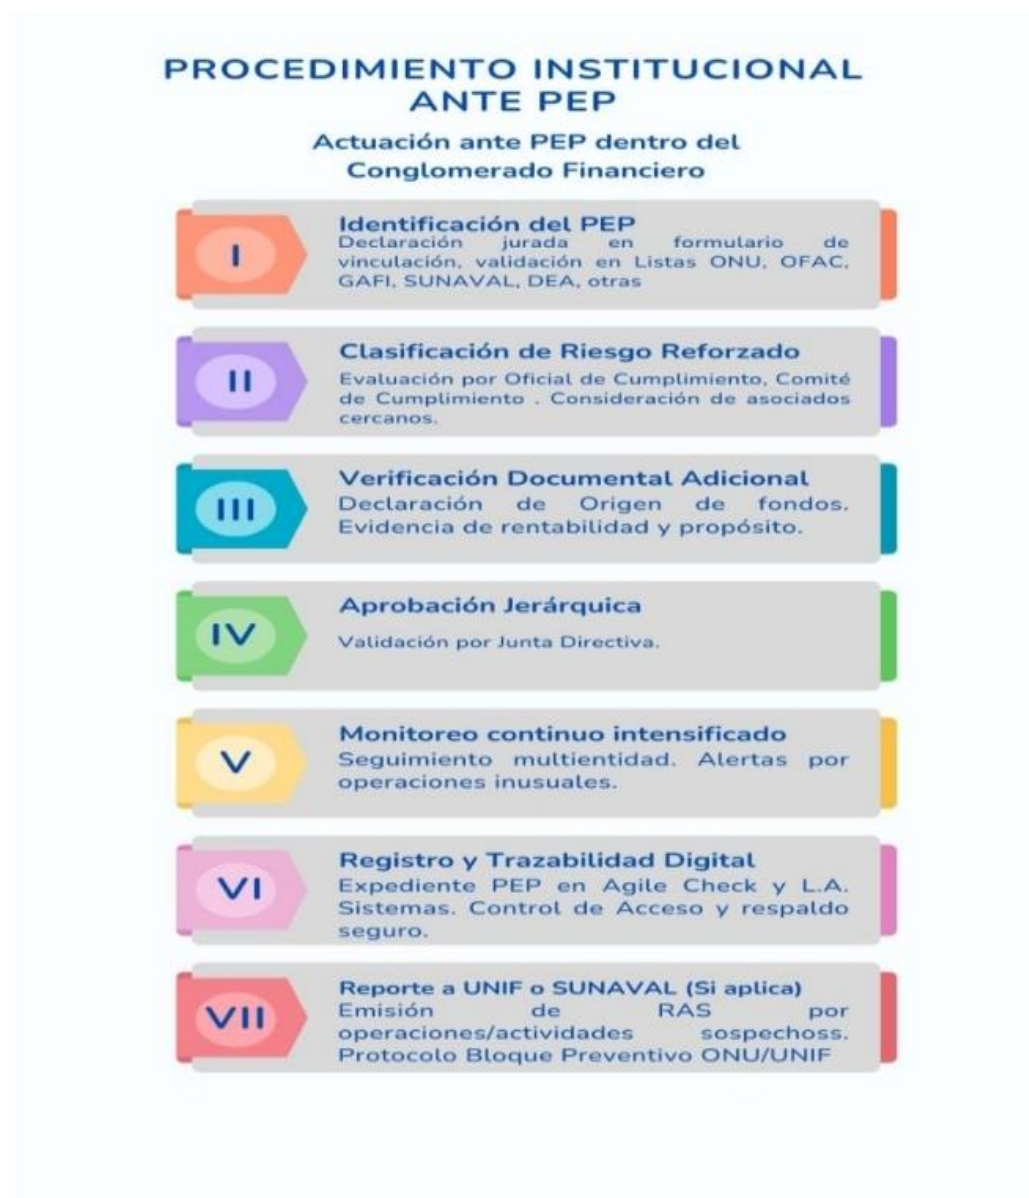 PROCEDIMIENTO INSTITUCIONAL
ANTE PEP
Actuación ante PEP dentro del
Conglomerado Financiero
I
Identificación del PEP
Declaración jurada en formulario de
vinculación, validación en Listas ONU, OFAC,
GAFI, SUNAVAL, DEA, otras
II
Clasificación de Riesgo Reforzado
Evaluación por Oficial de Cumplimiento, Comité
de Cumplimiento . Consideración de asociados
cercanos.
III
Verificación Documental Adicional
Declaración de Origen de fondos.
Evidencia de rentabilidad y propósito.
IV
Aprobación Jerárquica
Validación por Junta Directiva.
V
Monitoreo continuo intensificado
Seguimiento multientidad. Alertas por
operaciones inusuales.
VI
Registro y Trazabilidad Digital
Expediente PEP en Agile Check y L.A.
Sistemas. Control de Acceso y respaldo
seguro.
VII
Reporte a UNIF o SUNAVAL (Si aplica)
Emisión de RAS por
operaciones/actividades sospechoss.
Protocolo Bloque Preventivo ONU/UNIF